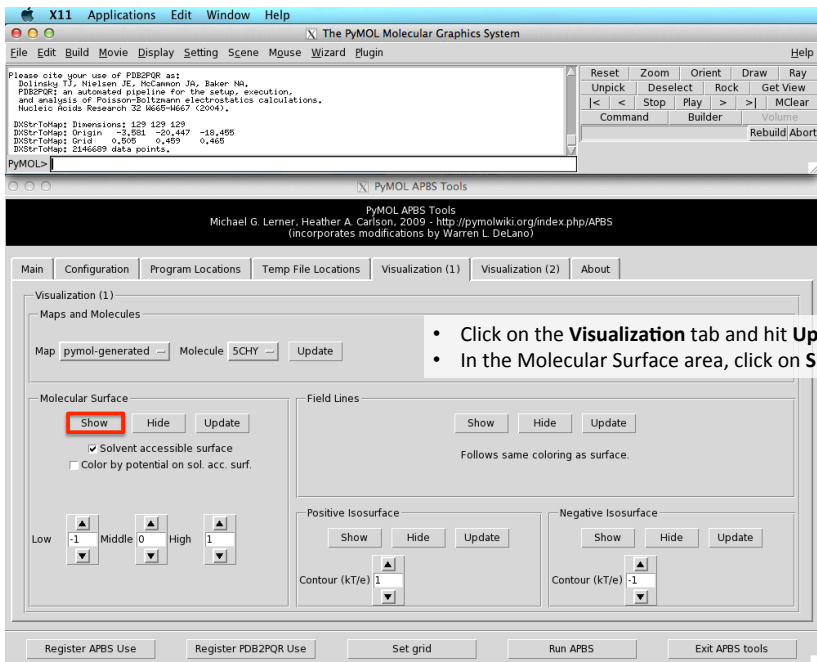 X11 Applications Edit Window Help
The PyMOL Molecular Graphics System
File Edit Build Movie Display Setting Scene Mouse Wizard Plugin Help
Please cite your use of PDB2PQR as:
Dolinsky TJ, Nielsen JE, McCammon JA, Baker NA.
PDB2PQR: an automated pipeline for the setup, execution,
and analysis of Poisson-Boltzmann electrostatics calculations.
Nucleic Acids Research 32 W665-W667 (2004).
DXStrToMap: Dimensions: 129 129 129
DXStrToMap: Origin -3.581 -20.447 -18.455
DXStrToMap: Grid 0.505 0.459 0.465
DXStrToMap: 2146689 data points.
PyMOL>
Reset Zoom Orient Draw Ray
Unpick Deselect Rock Get View
|< < Stop Play > >| MClear
Command Builder Volume
Rebuild Abort
PyMOL APBS Tools
PyMOL APBS Tools
Michael G. Lerner, Heather A. Carlson, 2009 - http://pymolwiki.org/index.php/APBS
(incorporates modifications by Warren L. DeLano)
Main Configuration Program Locations Temp File Locations Visualization (1) Visualization (2) About
Visualization (1)
Maps and Molecules
Map pymol-generated Molecule 5CHY Update
• Click on the Visualization tab and hit Up
• In the Molecular Surface area, click on S
Molecular Surface
Show Hide Update
Solvent accessible surface
Color by potential on sol. acc. surf.
Low -1 Middle 0 High 1
Field Lines
Show Hide Update
Follows same coloring as surface.
Positive Isosurface
Show Hide Update
Contour (kT/e) 1
Negative Isosurface
Show Hide Update
Contour (kT/e) -1
Register APBS Use Register PDB2PQR Use Set grid Run APBS Exit APBS tools